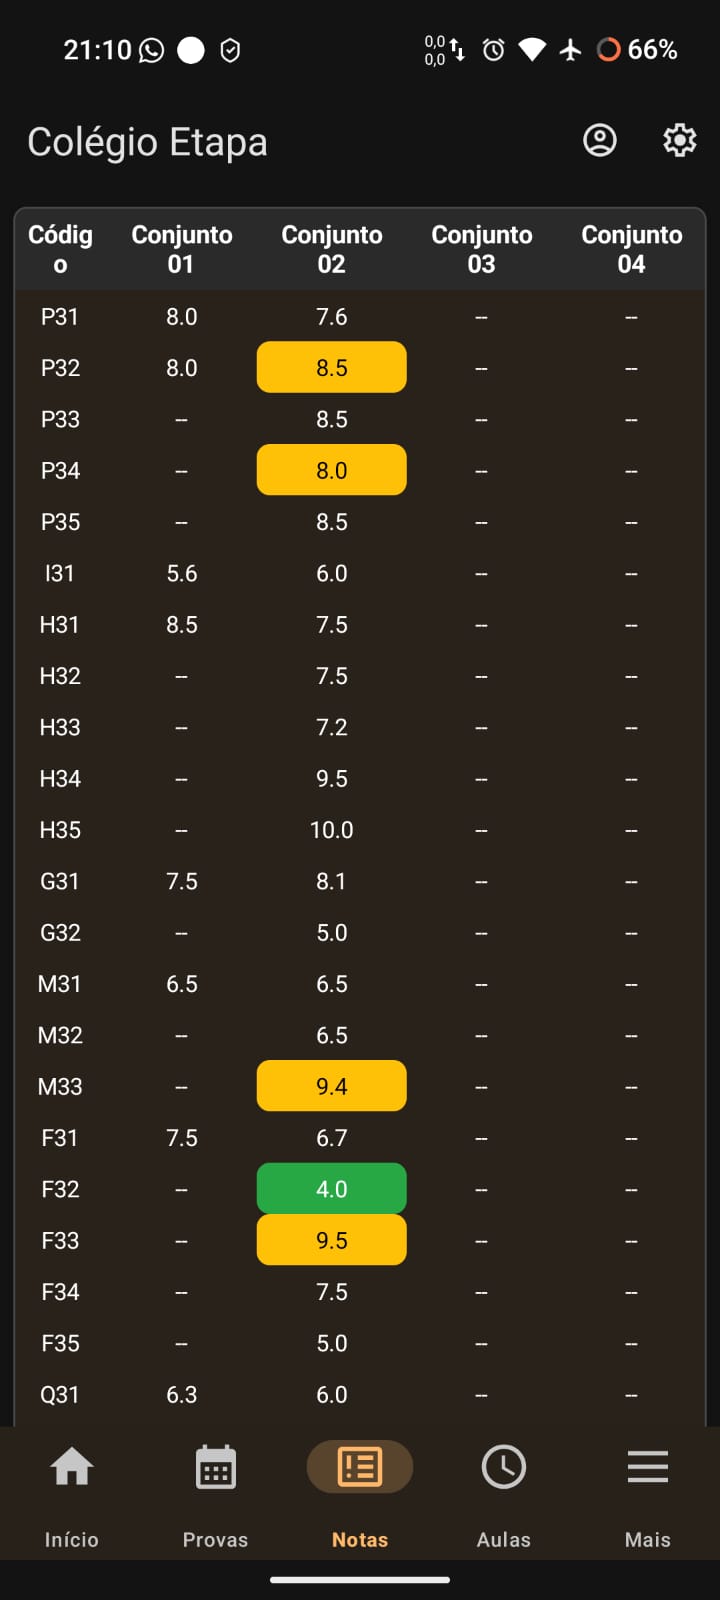 21:10 0,0 66%
0,0
Colégio Etapa
Códig Conjunto Conjunto Conjunto Conjunto
o 01 02 03 04
P31 8.0 7.6 -- --
P32 8.0 8.5 -- --
P33 -- 8.5 -- --
P34 -- 8.0 -- --
P35 -- 8.5 -- --
I31 5.6 6.0 -- --
H31 8.5 7.5 -- --
H32 -- 7.5 -- --
H33 -- 7.2 -- --
H34 -- 9.5 -- --
H35 -- 10.0 -- --
G31 7.5 8.1 -- --
G32 -- 5.0 -- --
M31 6.5 6.5 -- --
M32 -- 6.5 -- --
M33 -- 9.4 -- --
F31 7.5 6.7 -- --
F32 -- 4.0 -- --
F33 -- 9.5 -- --
F34 -- 7.5 -- --
F35 -- 5.0 -- --
Q31 6.3 6.0 -- --
Início Provas Notas Aulas Mais